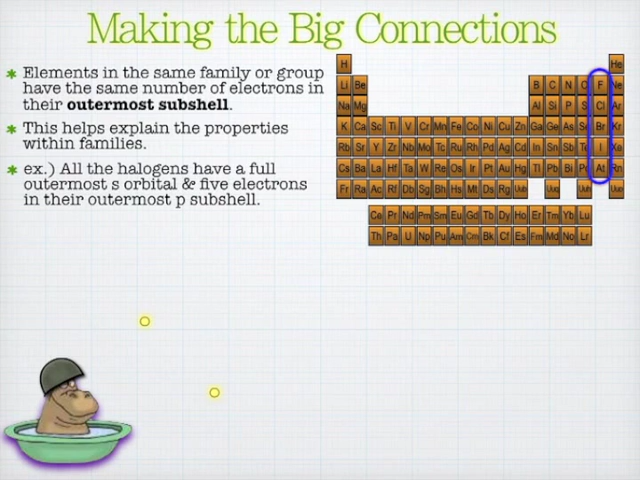 Making the Big Connections
Elements in the same family or group
have the same number of electrons in
their outermost subshell.
This helps explain the properties
within families.
ex.) All the halogens have a full
outermost s orbital & five electrons
in their outermost p subshell.
H He
Li Be B C N O F Ne
Na Mg Al Si P S Cl Ar
K Ca Sc Ti V Cr Mn Fe Co Ni Cu Zn Ga Ge As Se Br Kr
Rb Sr Y Zr Nb Mo Tc Ru Rh Pd Ag Cd In Sn Sb Te I Xe
Cs Ba La Hf Ta W Re Os Ir Pt Au Hg Tl Pb Bi Po At Rn
Fr Ra Ac Rf Db Sg Bh Hs Mt Ds Rg Uub Uuq Uuh Uuo
Ce Pr Nd Pm Sm Eu Gd Tb Dy Ho Er Tm Yb Lu
Th Pa U Np Pu Am Cm Bk Cf Es Fm Md No Lr